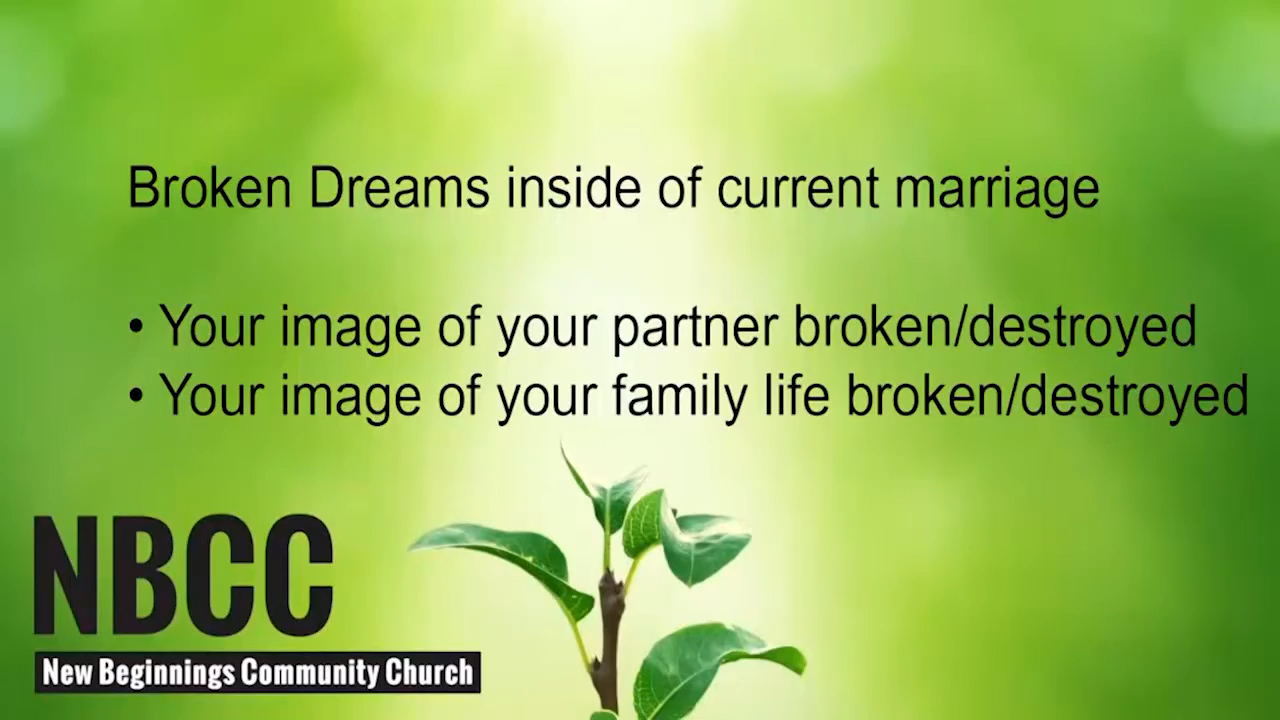 Broken Dreams inside of current marriage
• Your image of your partner broken/destroyed
• Your image of your family life broken/destroyed
NBCC
New Beginnings Community Church